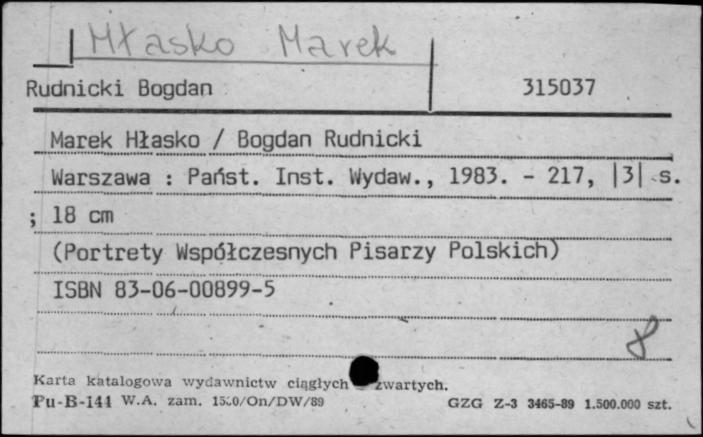 Hłasko Marek
Rudnicki Bogdan 315037
Marek Hłasko / Bogdan Rudnicki
Warszawa : Państ. Inst. Wydaw., 1983. - 217, |3| s.
; 18 cm
(Portrety Współczesnych Pisarzy Polskich)
ISBN 83-06-00899-5
8
Karta katalogowa wydawnictw ciągłych zwartych.
Pu-B-144 W.A. zam. /On/DW/89 GZG Z-3 3465-89 1.500.000 szt.